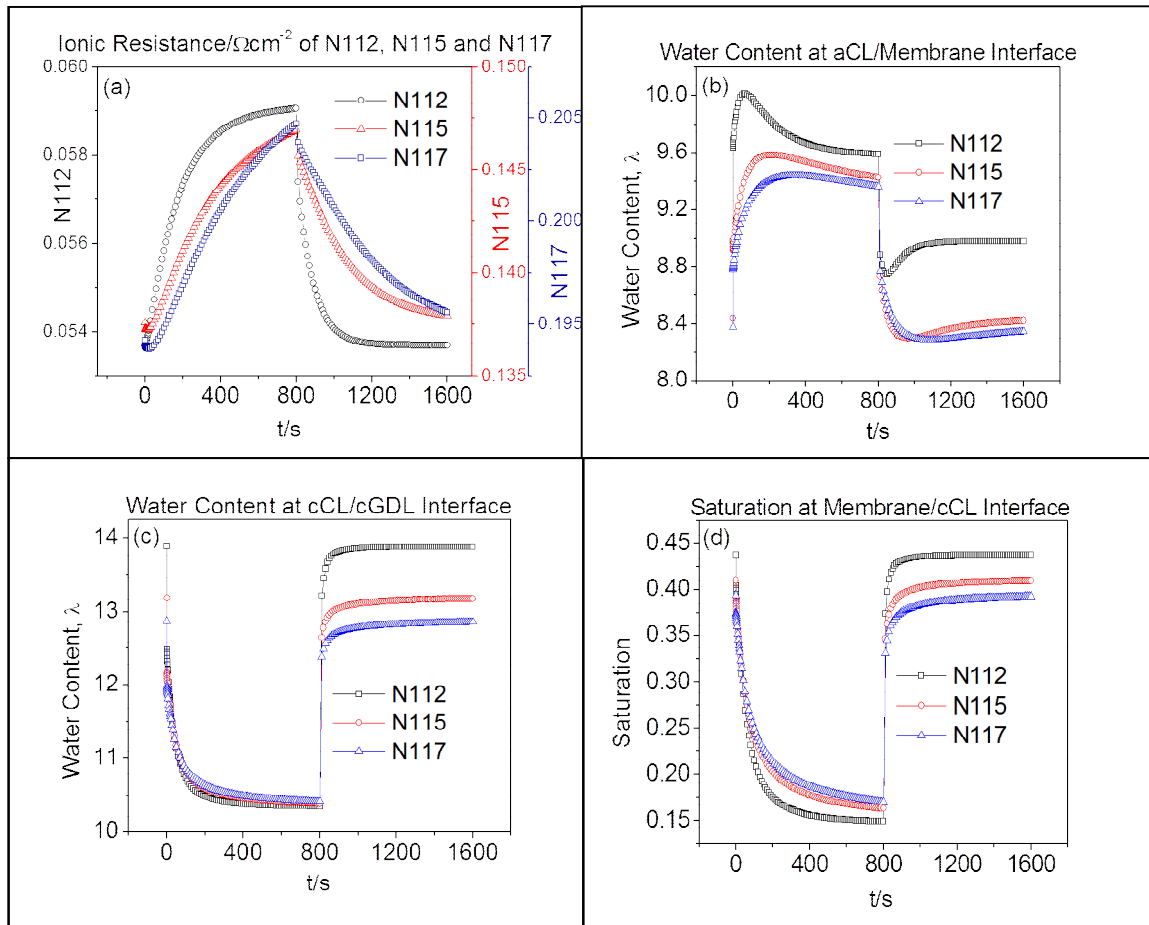 Ionic Resistance/Ωcm-2 of N112, N115 and N117
(a)
N112
N115
N117
0.060
0.058
0.056
0.054
N112
0.150
0.145
0.140
0.135
N115
0.205
0.200
0.195
N117
0 400 800 1200 1600
t/s
Water Content at aCL/Membrane Interface
(b)
N112
N115
N117
10.0
9.6
9.2
8.8
8.4
8.0
Water Content, λ
0 400 800 1200 1600
t/s
Water Content at cCL/cGDL Interface
(c)
N112
N115
N117
14
13
12
11
10
Water Content, λ
0 400 800 1200 1600
t/s
Saturation at Membrane/cCL Interface
(d)
N112
N115
N117
0.45
0.40
0.35
0.30
0.25
0.20
0.15
Saturation
0 400 800 1200 1600
t/s